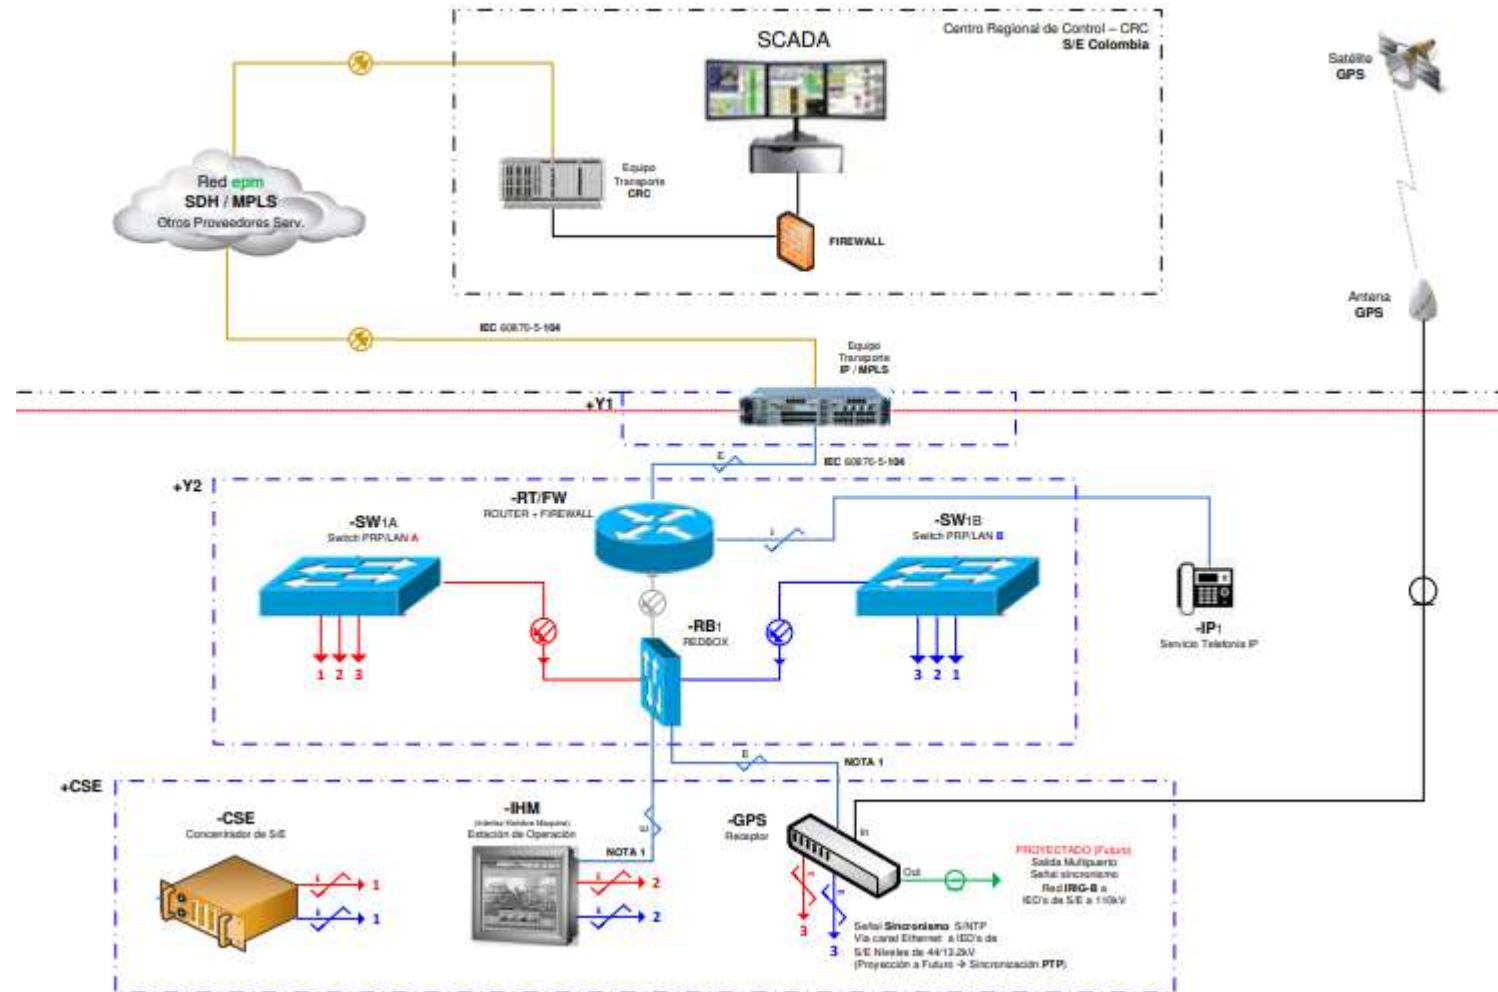 SCADA
Centro Regional de Control – CRC
S/E Colombia
Satélite
GPS
Red epm
SDH / MPLS
Otros Proveedores Serv.
Equipo
Transporte
CRC
FIREWALL
Antena
GPS
IEC 60870-5-104
Equipo
Transporte
IP / MPLS
+Y1
IEC 60870-5-104
E
+Y2
-RT/FW
ROUTER + FIREWALL
-SW1A
Switch PRP/LAN A
-SW1B
Switch PRP/LAN B
-RB1
REDBOX
-IP1
Servicio Telefonía IP
1 2 3
3 2 1
E
NOTA 1
+CSE
-CSE
Concentrador de S/E
-IHM
(Interfaz Hombre Máquina)
Estación de Operación
-GPS
Receptor
In
Out
NOTA 1
E
1
1
2
2
3
3
PROYECTADO (Futuro)
Salida Multipuerto
Señal sincronismo
Red IRIG-B a
IED's de S/E a 110kV
Señal Sincronismo S/NTP
Vía canal Ethernet a IED's de
S/E Niveles de 44/13.2kV
(Proyección a Futuro → Sincronización PTP)